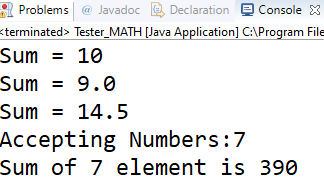 Problems @ Javadoc Declaration Console
<terminated> Tester_MATH [Java Application] C:\Program File
Sum = 10
Sum = 9.0
Sum = 14.5
Accepting Numbers:7
Sum of 7 element is 390